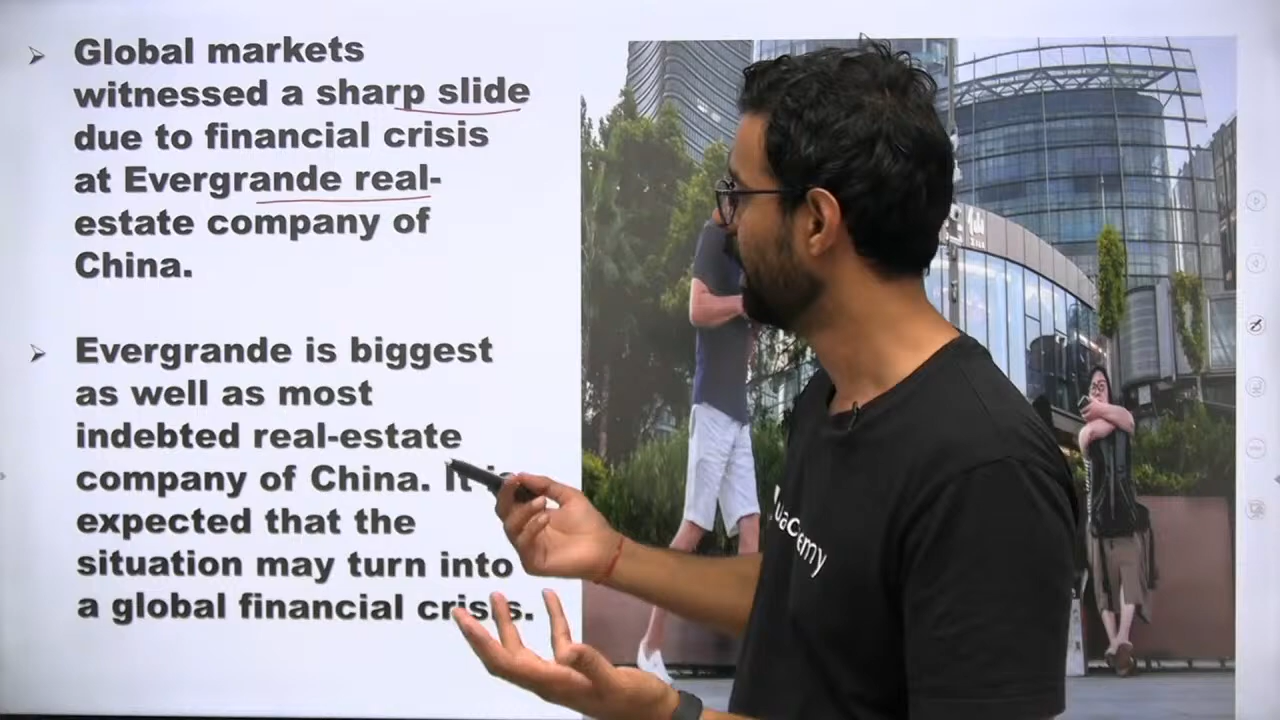 Global markets
witnessed a sharp slide
due to financial crisis
at Evergrande real-
estate company of
China.
Evergrande is biggest
as well as most
indebted real-estate
company of China. It is
expected that the
situation may turn into
a global financial crisis.